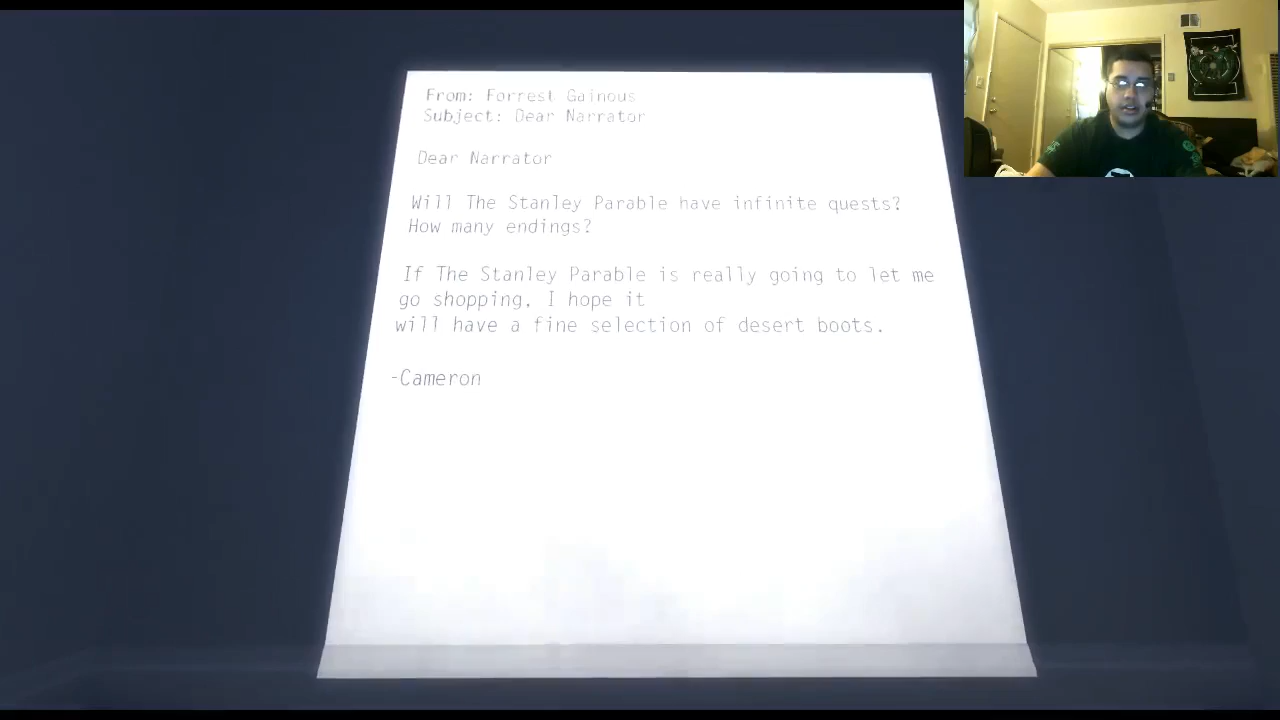 From: Forrest Gainous
Subject: Dear Narrator
Dear Narrator
Will The Stanley Parable have infinite quests?
How many endings?
If The Stanley Parable is really going to let me
go shopping, I hope it
will have a fine selection of desert boots.
-Cameron